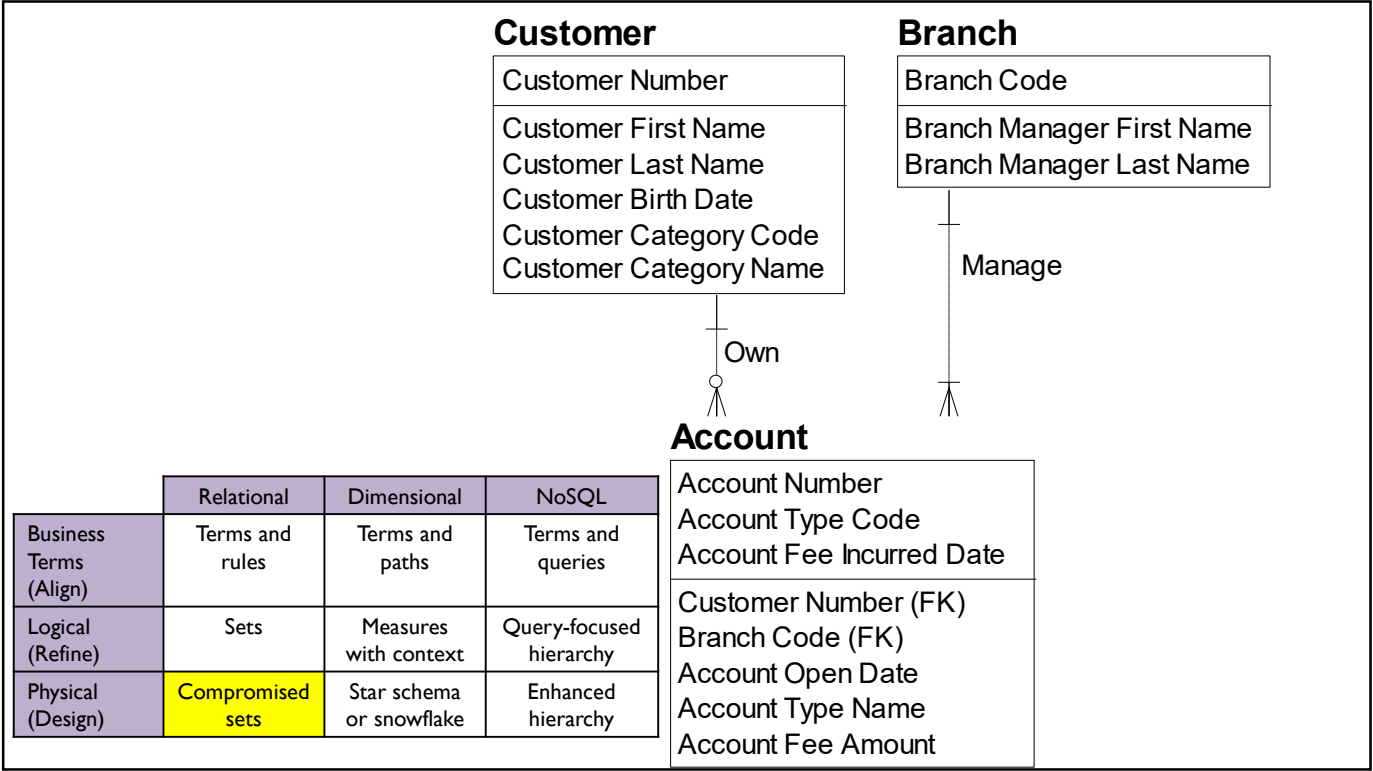 Customer
Customer Number
Customer First Name
Customer Last Name
Customer Birth Date
Customer Category Code
Customer Category Name
Branch
Branch Code
Branch Manager First Name
Branch Manager Last Name
Manage
Own
Account
Account Number
Account Type Code
Account Fee Incurred Date
Customer Number (FK)
Branch Code (FK)
Account Open Date
Account Type Name
Account Fee Amount
Relational
Dimensional
NoSQL
Business
Terms
(Align)
Terms and
rules
Terms and
paths
Terms and
queries
Logical
(Refine)
Sets
Measures
with context
Query-focused
hierarchy
Physical
(Design)
Compromised
sets
Star schema
or snowflake
Enhanced
hierarchy